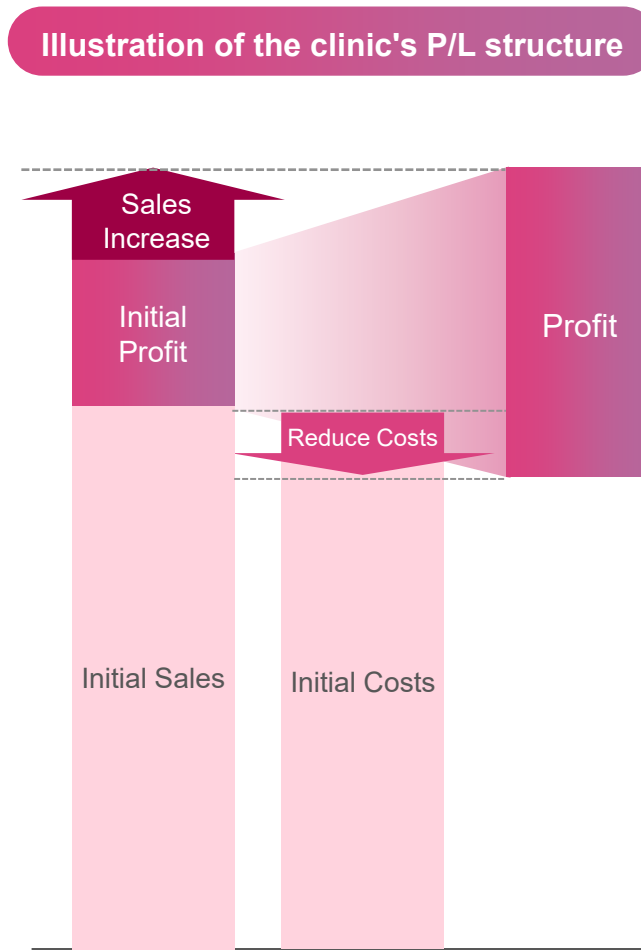 Illustration of the clinic's P/L structure
Sales
Increase
Initial
Profit
Profit
Reduce Costs
Initial Sales
Initial Costs